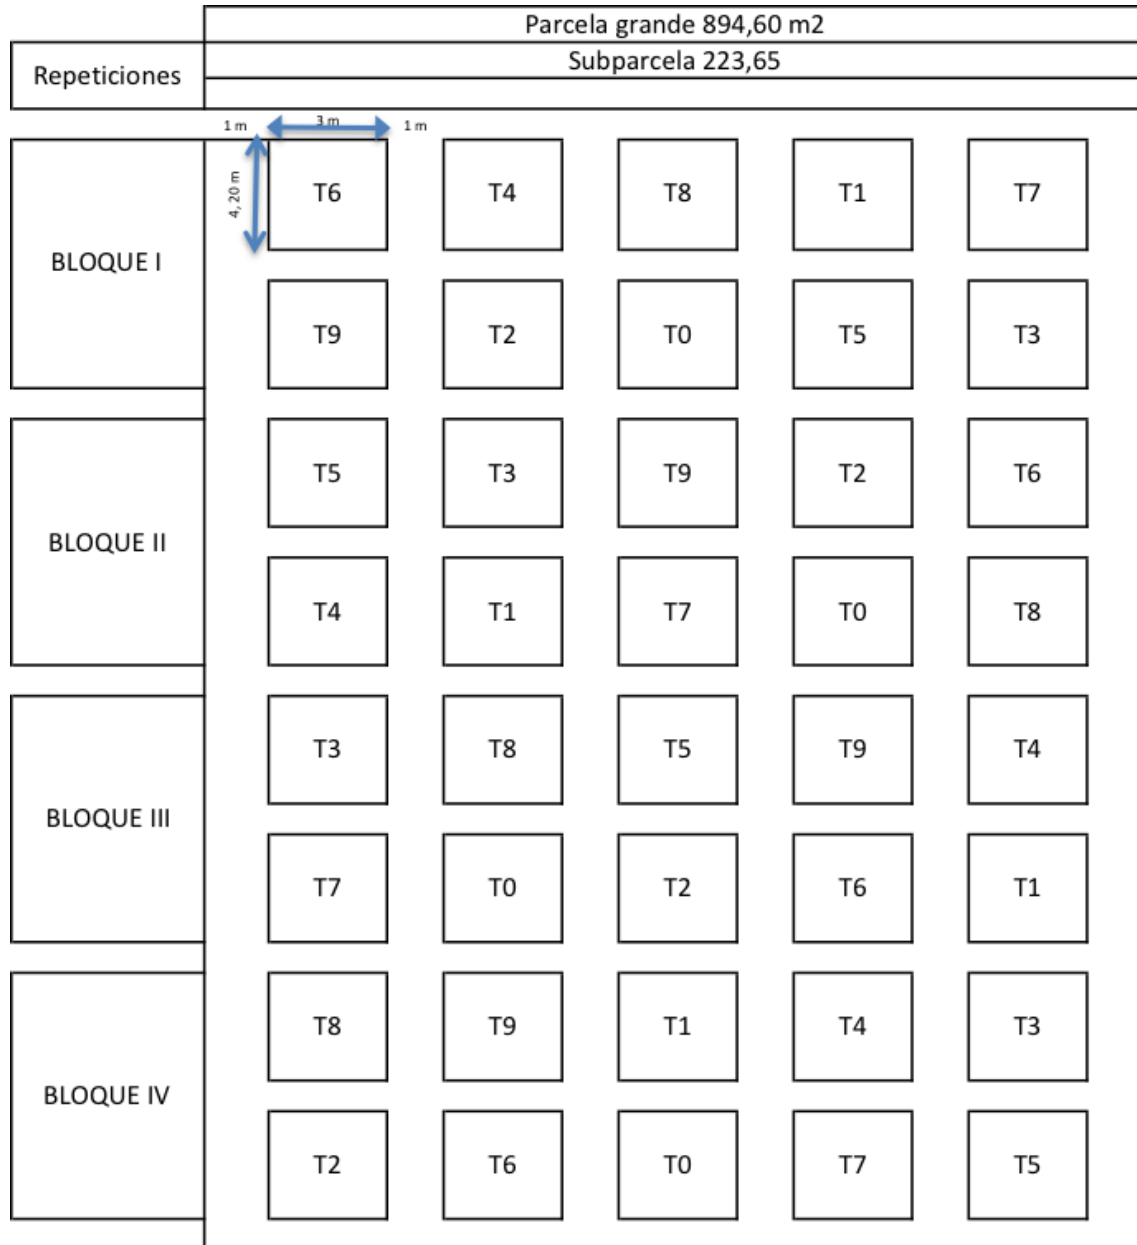 Parcela grande 894,60 m2
Repeticiones
Subparcela 223,65
1 m
3 m
1 m
4, 20 m
BLOQUE I
T6 T4 T8 T1 T7
T9 T2 T0 T5 T3
BLOQUE II
T5 T3 T9 T2 T6
T4 T1 T7 T0 T8
BLOQUE III
T3 T8 T5 T9 T4
T7 T0 T2 T6 T1
BLOQUE IV
T8 T9 T1 T4 T3
T2 T6 T0 T7 T5